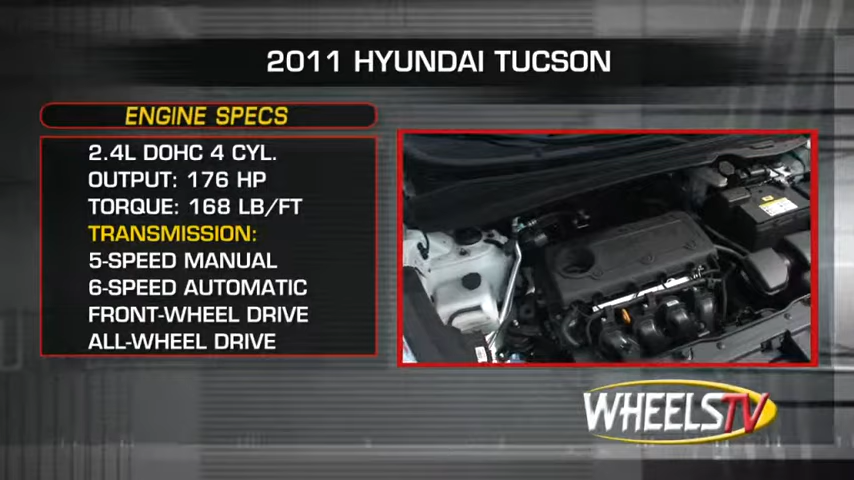 2011 HYUNDAI TUCSON
ENGINE SPECS
2.4L DOHC 4 CYL.
OUTPUT: 176 HP
TORQUE: 168 LB/FT
TRANSMISSION:
5-SPEED MANUAL
6-SPEED AUTOMATIC
FRONT-WHEEL DRIVE
ALL-WHEEL DRIVE
WHEELSTV